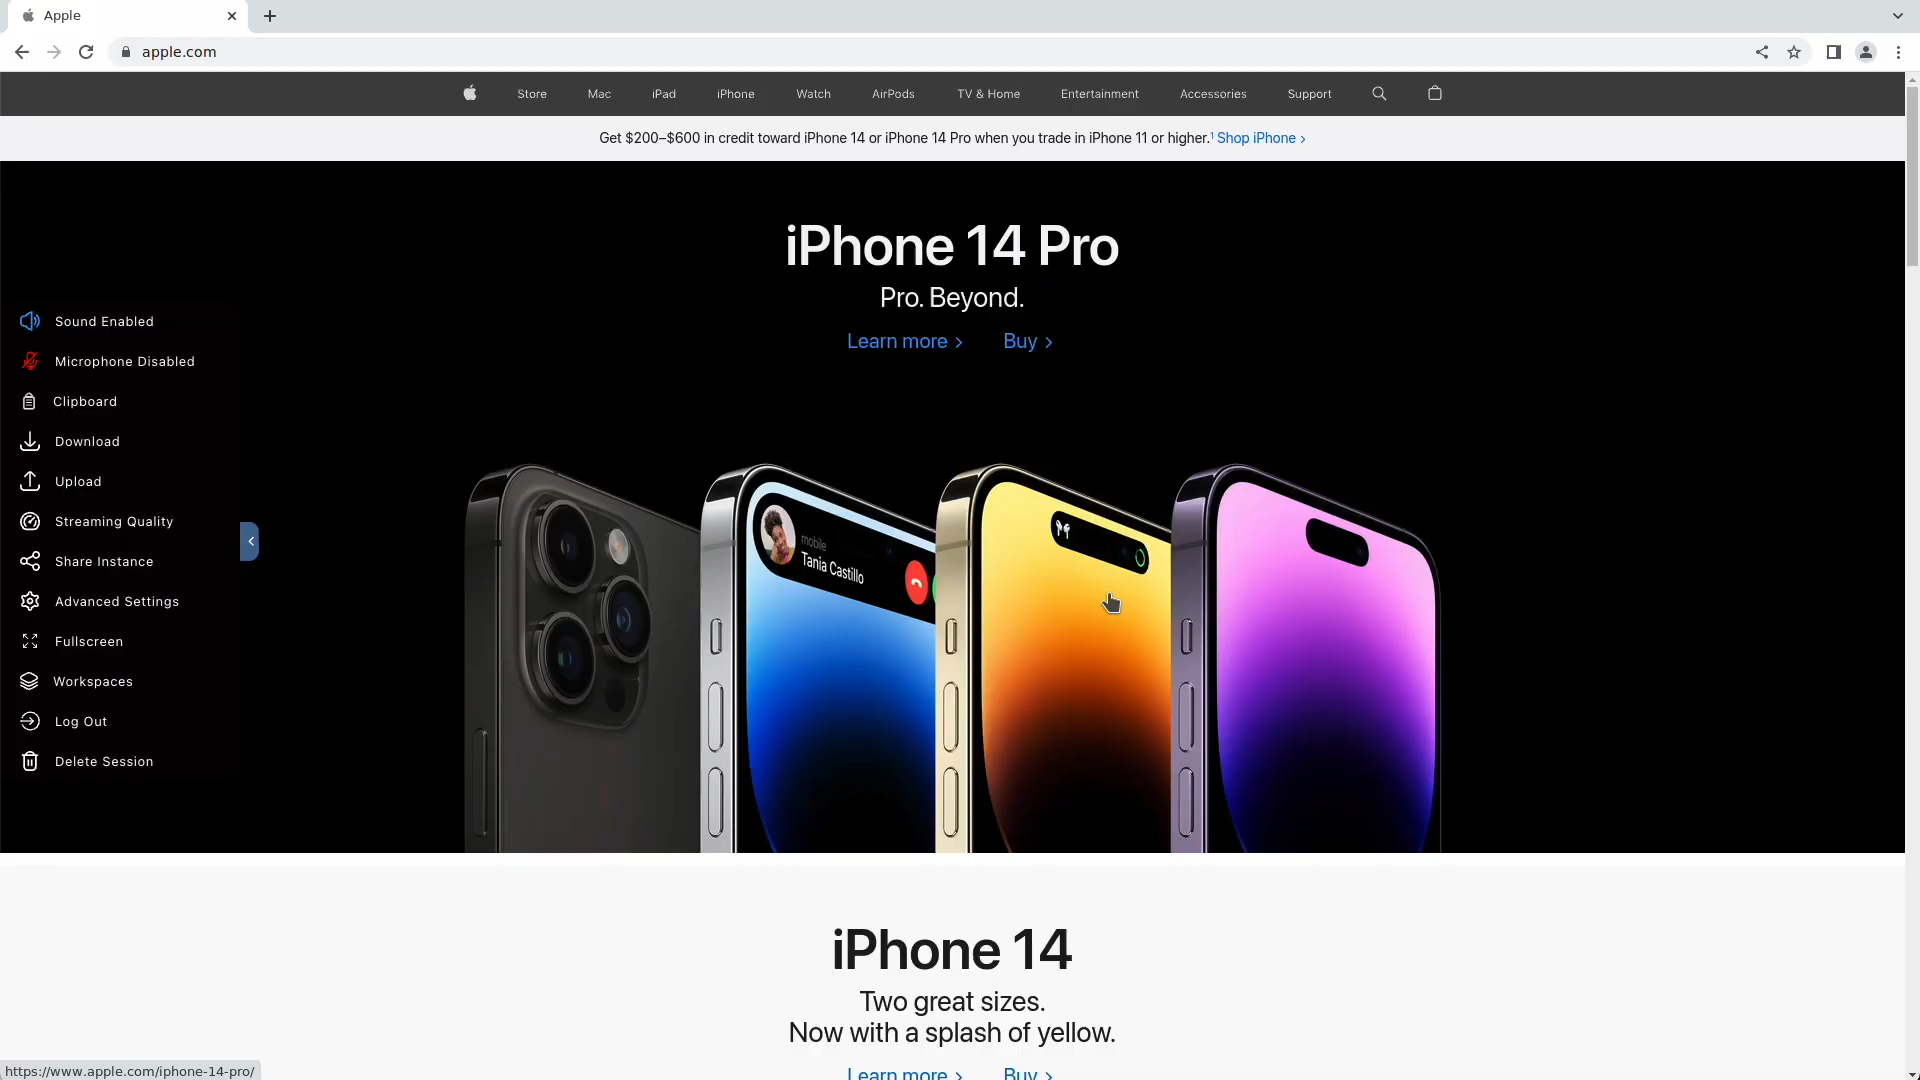 Apple
apple.com
Store
Mac
iPad
iPhone
Watch
AirPods
TV & Home
Entertainment
Accessories
Support
Get $200–$600 in credit toward iPhone 14 or iPhone 14 Pro when you trade in iPhone 11 or higher.¹ Shop iPhone >
iPhone 14 Pro
Pro. Beyond.
Learn more >
Buy >
Sound Enabled
Microphone Disabled
Clipboard
Download
Upload
Streaming Quality
Share Instance
Advanced Settings
Fullscreen
Workspaces
Log Out
Delete Session
mobile
Tania Castillo
iPhone 14
Two great sizes.
Now with a splash of yellow.
Learn more >
Buy >
https://www.apple.com/iphone-14-pro/